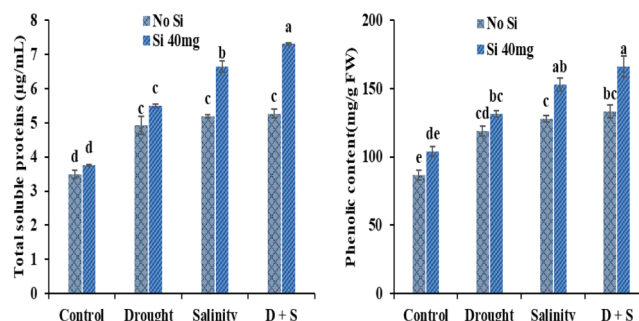 Total soluble proteins (µg/mL)
8
7
6
5
4
3
2
1
0
No Si
Si 40mg
d d
c c
c b
c a
Control Drought Salinity D + S
Phenolic content(mg/g FW)
200
150
100
50
0
No Si
Si 40mg
e de
cd bc
c ab
bc a
Control Drought Salinity D + S